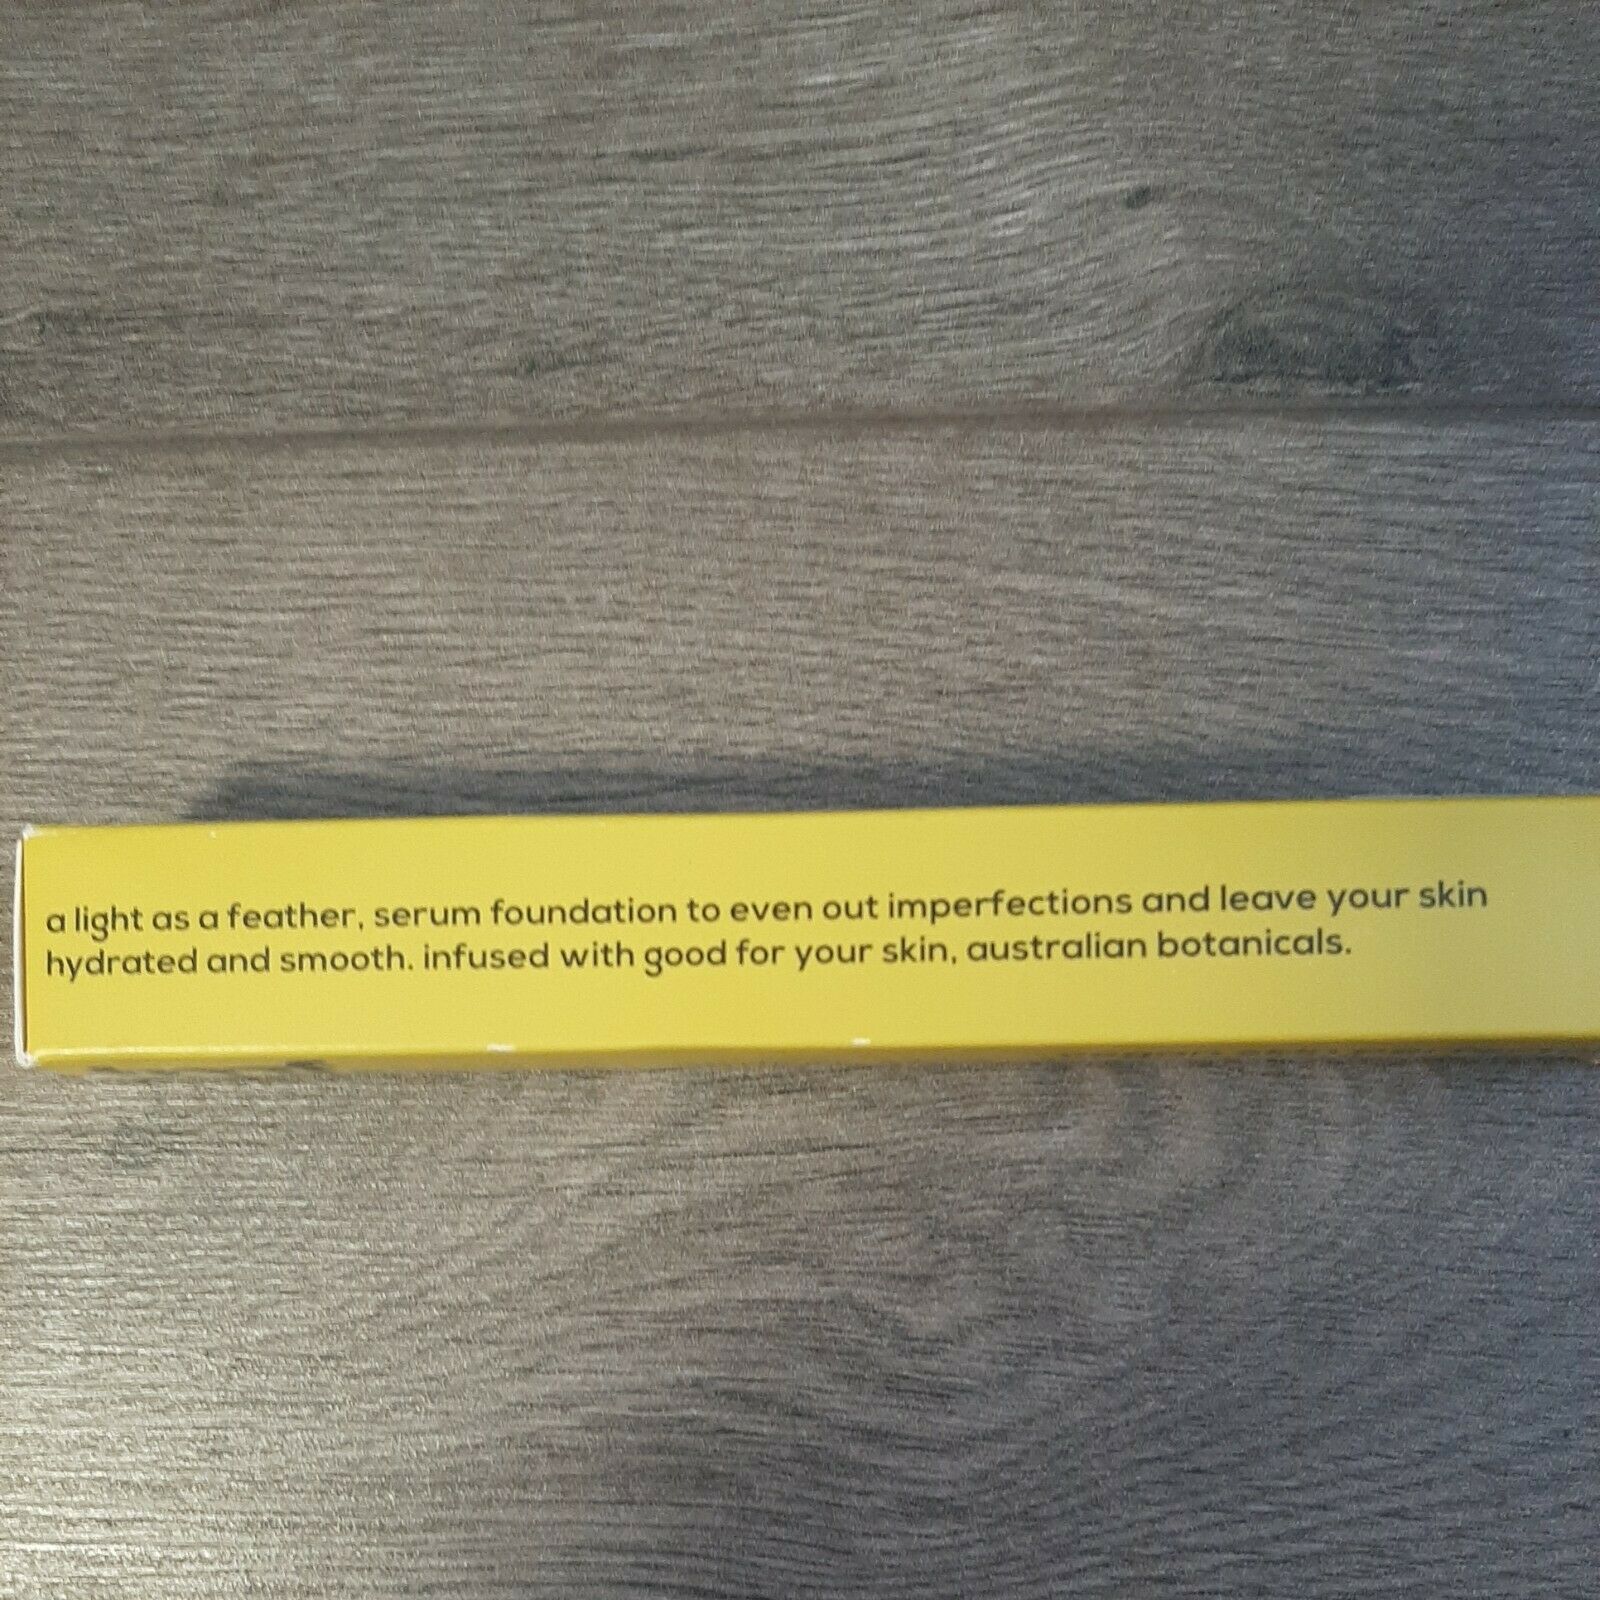 a light as a feather, serum foundation to even out imperfections and leave your skin
hydrated and smooth. infused with good for your skin, australian botanicals.